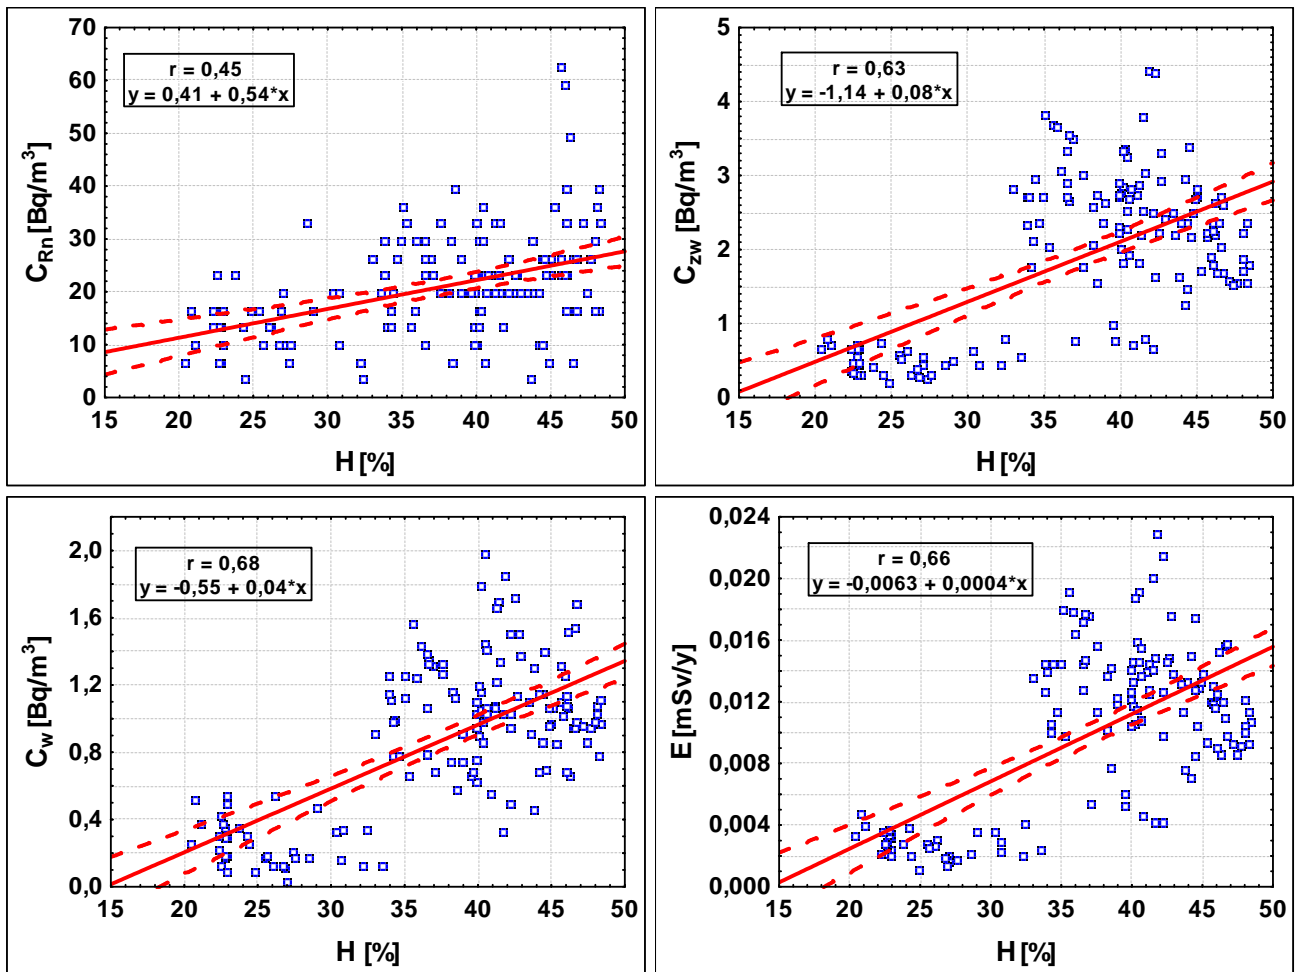 70
60
50
40
30
20
10
0
C_Rn [Bq/m³]
r = 0,45
y = 0,41 + 0,54*x
15 20 25 30 35 40 45 50
H [%]
5
4
3
2
1
0
C_zw [Bq/m³]
r = 0,63
y = -1,14 + 0,08*x
15 20 25 30 35 40 45 50
H [%]
2,0
1,6
1,2
0,8
0,4
0,0
C_w [Bq/m³]
r = 0,68
y = -0,55 + 0,04*x
15 20 25 30 35 40 45 50
H [%]
0,024
0,020
0,016
0,012
0,008
0,004
0,000
E [mSv/y]
r = 0,66
y = -0,0063 + 0,0004*x
15 20 25 30 35 40 45 50
H [%]